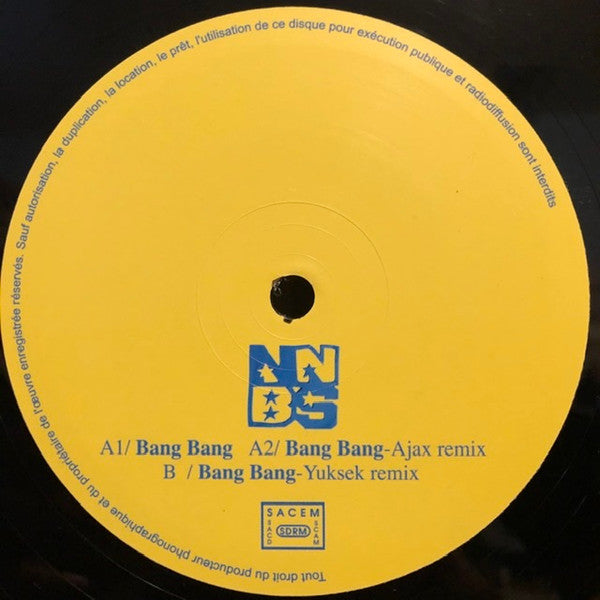 Tout droit du producteur phonographique et du propriétaire de l'œuvre enregistrée réservés. Sauf autorisation, la duplication, la location, le prêt, l'utilisation de ce disque pour exécution publique et radiodiffusion sont interdits
NN
B'S
A1/ Bang Bang A2/ Bang Bang-Ajax remix
B / Bang Bang-Yuksek remix
SACEM
SACD SDRM SCAM